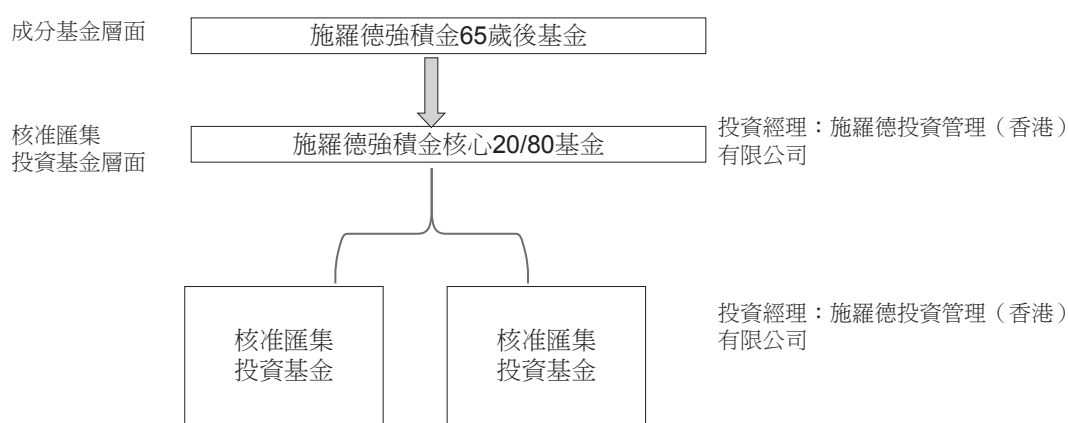 成分基金層面
施羅德強積金65歲後基金
核准匯集
投資基金層面
施羅德強積金核心20/80基金
投資經理：施羅德投資管理（香港）
有限公司
核准匯集
投資基金
核准匯集
投資基金
投資經理：施羅德投資管理（香港）
有限公司